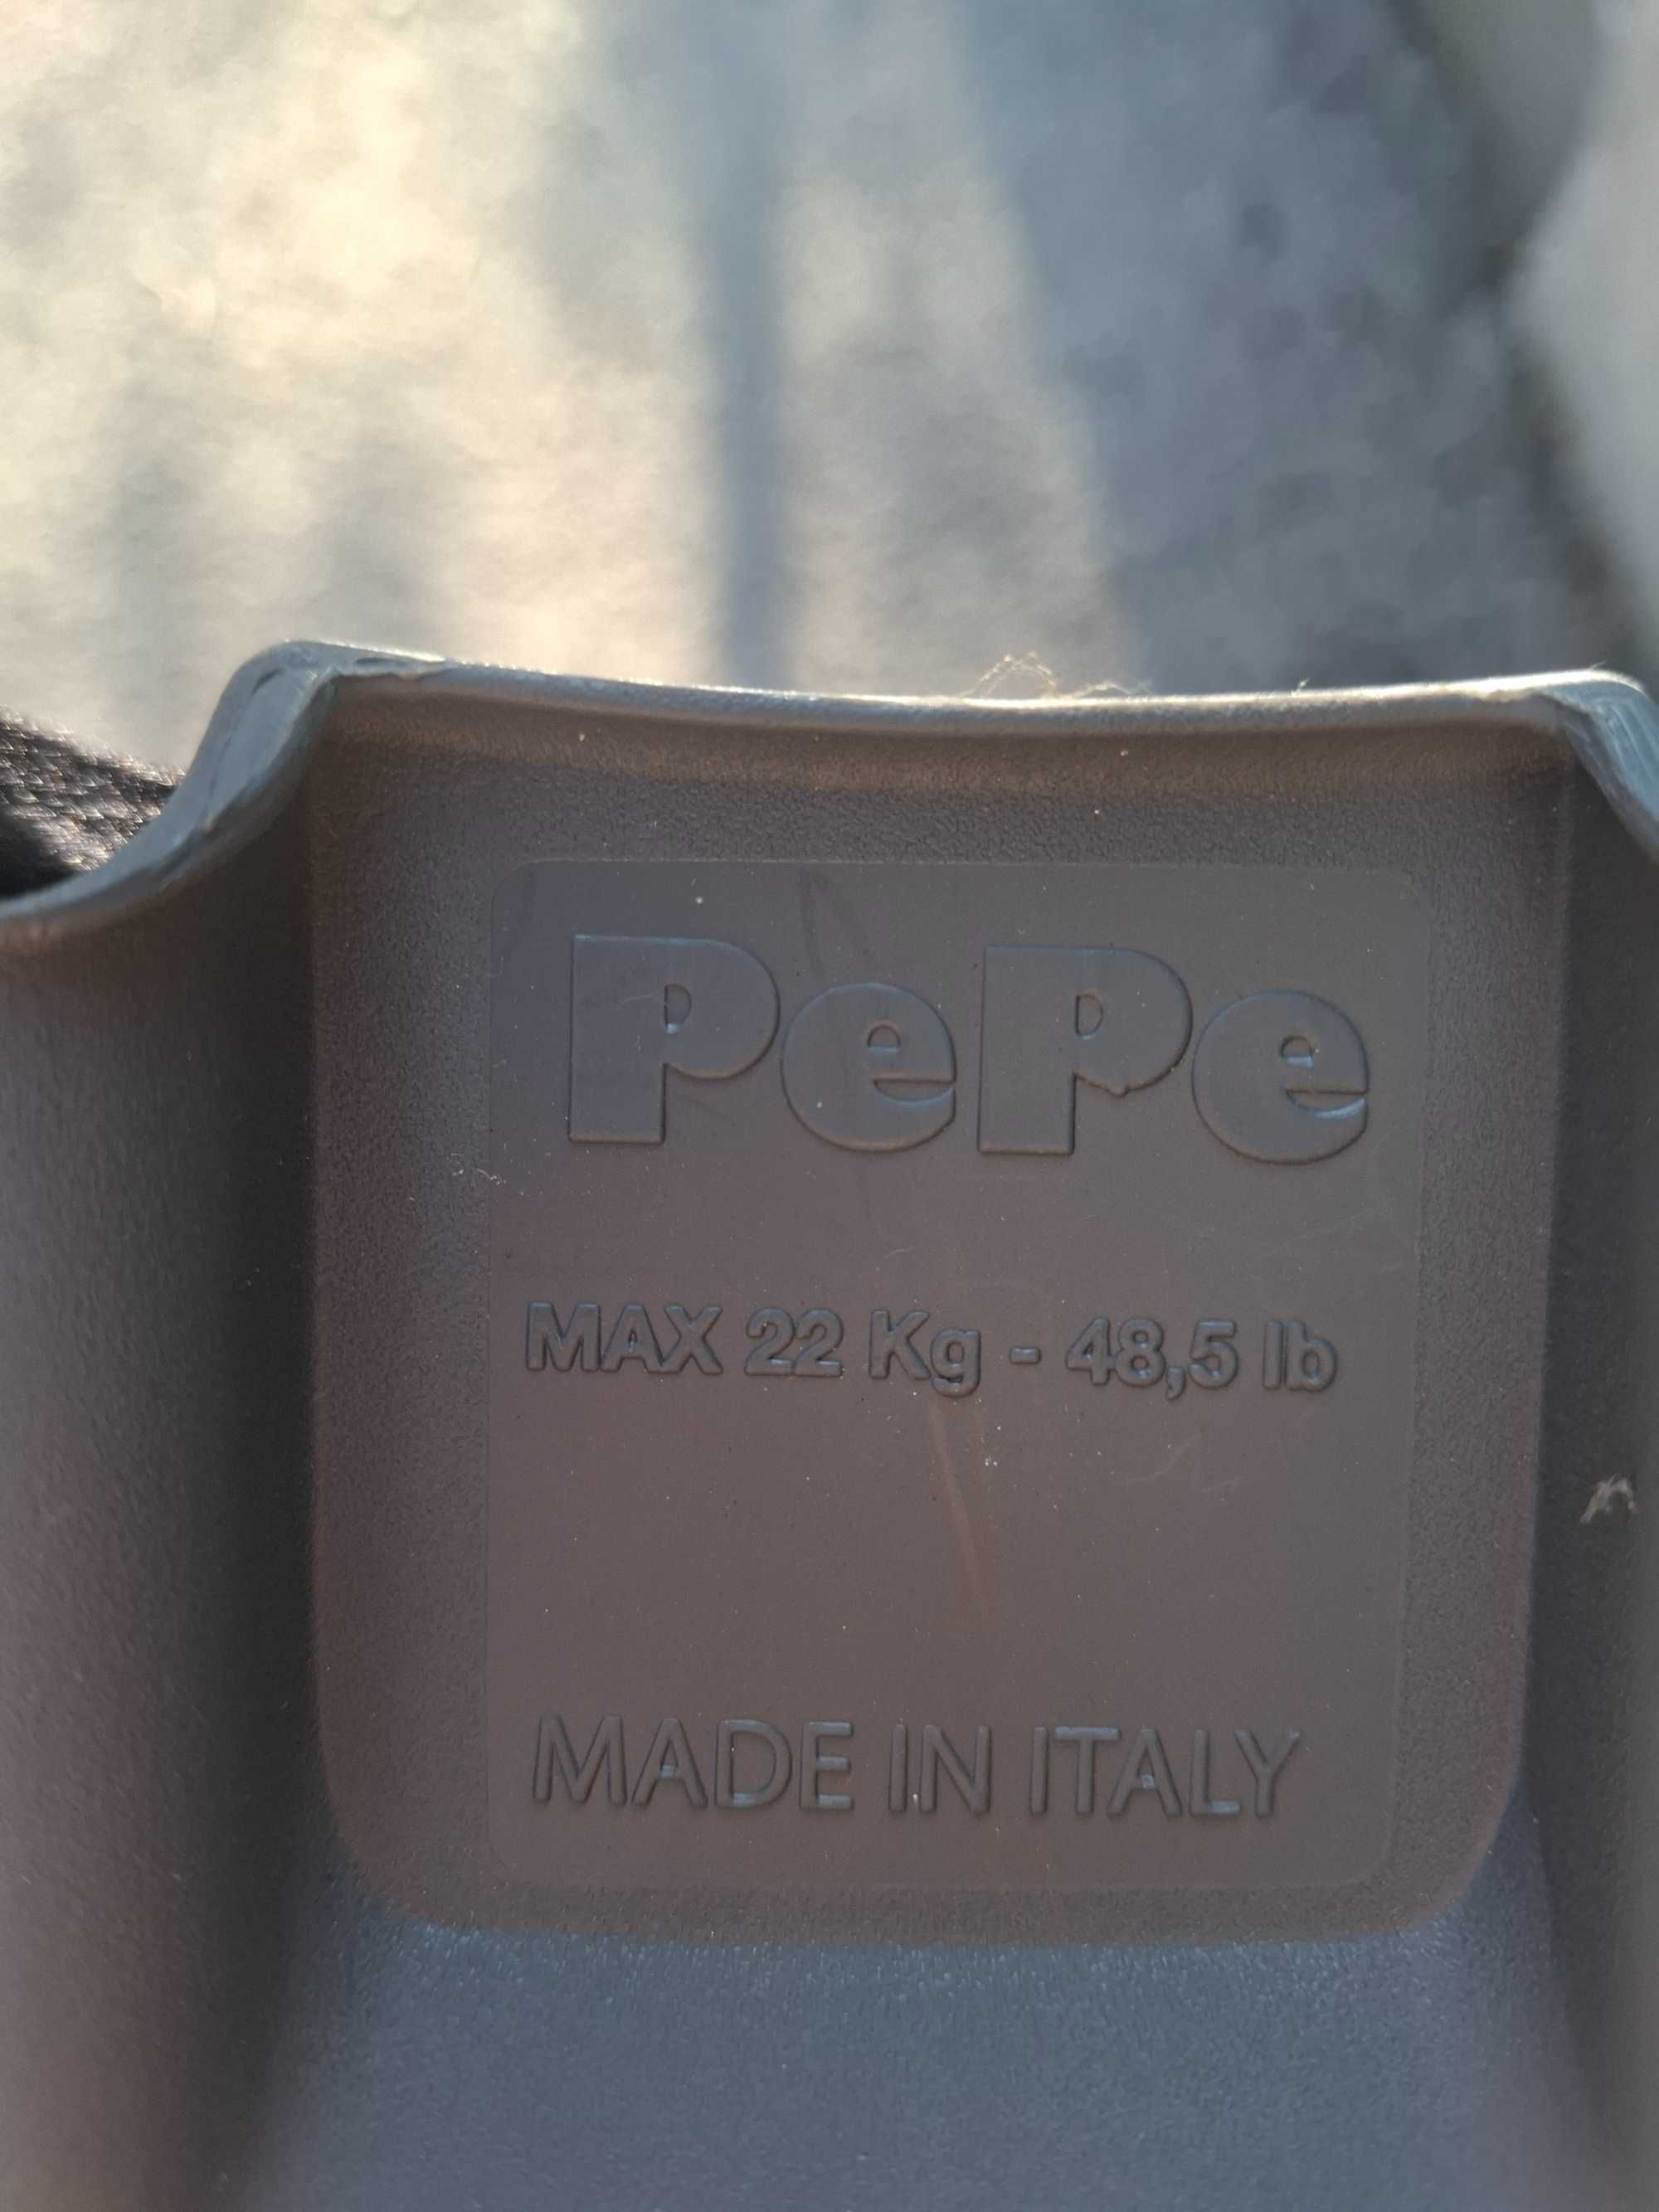 PePe
MAX 22 Kg - 48,5 lb
MADE IN ITALY